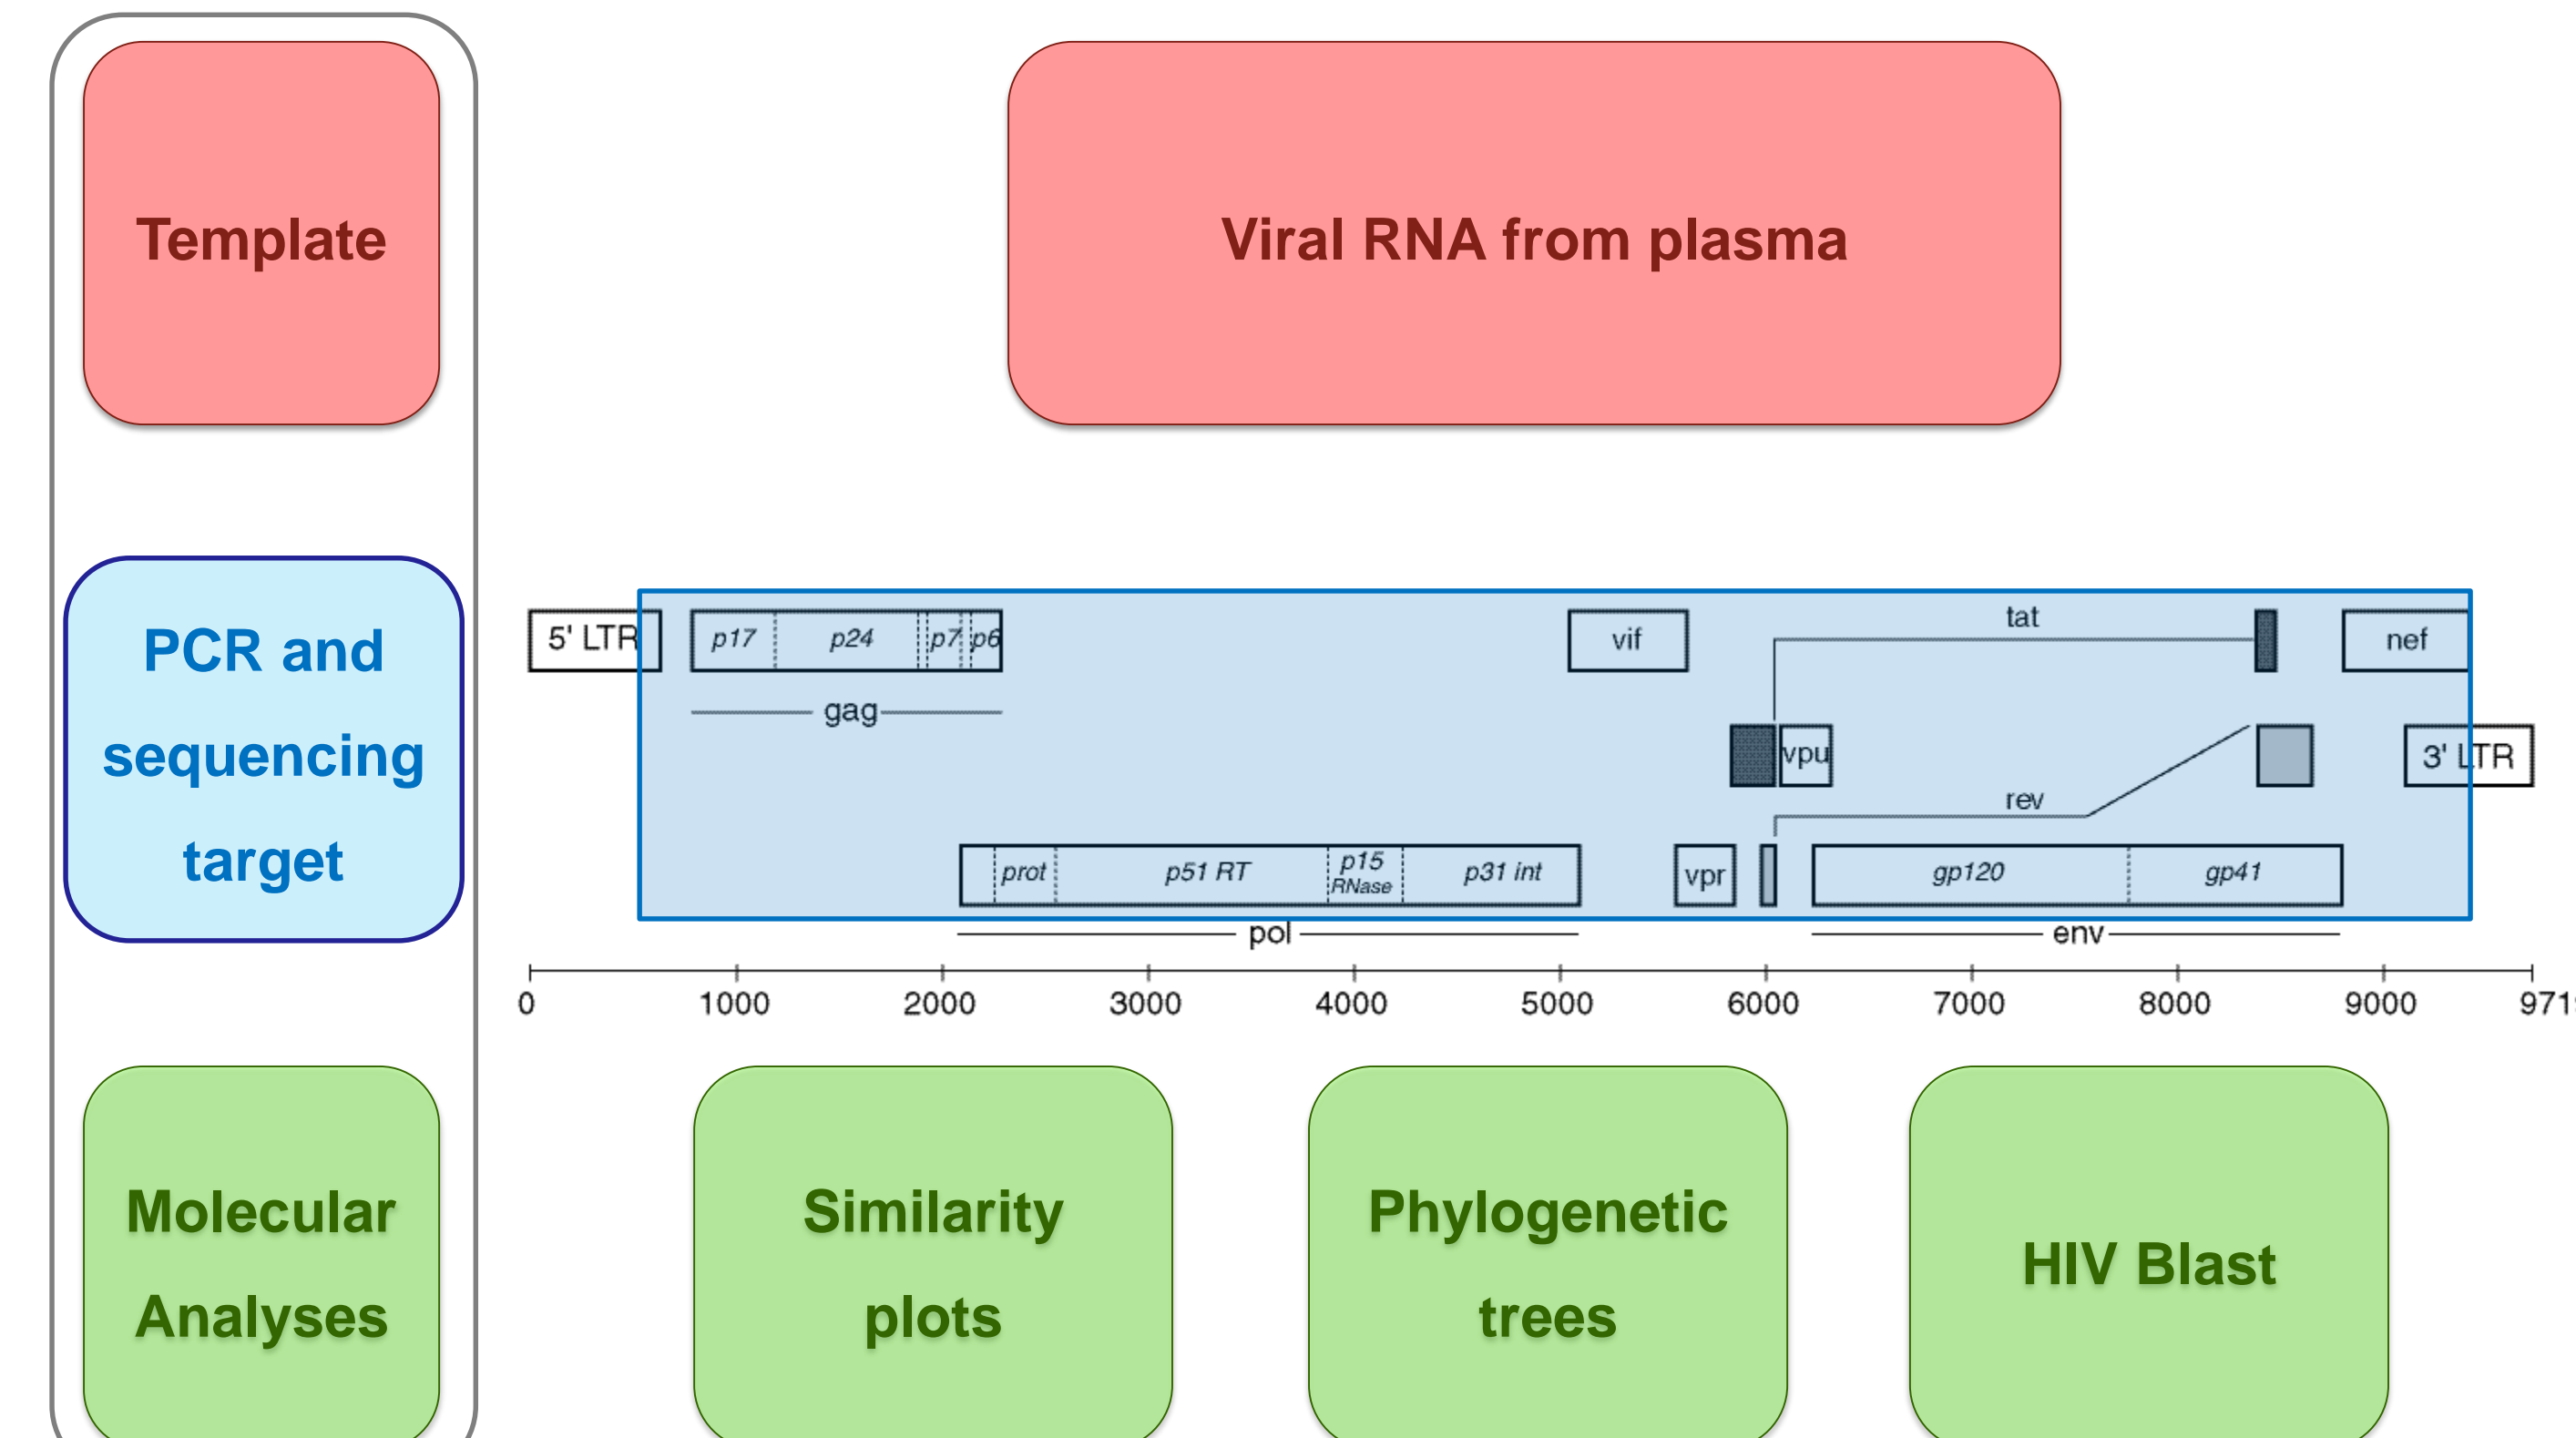 Template
Viral RNA from plasma
PCR and
sequencing
target
5' LTR
p17
p24
p7
p6
gag
vif
tat
nef
vpu
3' LTR
rev
prot
p51 RT
p15
RNase
p31 int
vpr
gp120
gp41
pol
env
0 1000 2000 3000 4000 5000 6000 7000 8000 9000
Molecular
Analyses
Similarity
plots
Phylogenetic
trees
HIV Blast